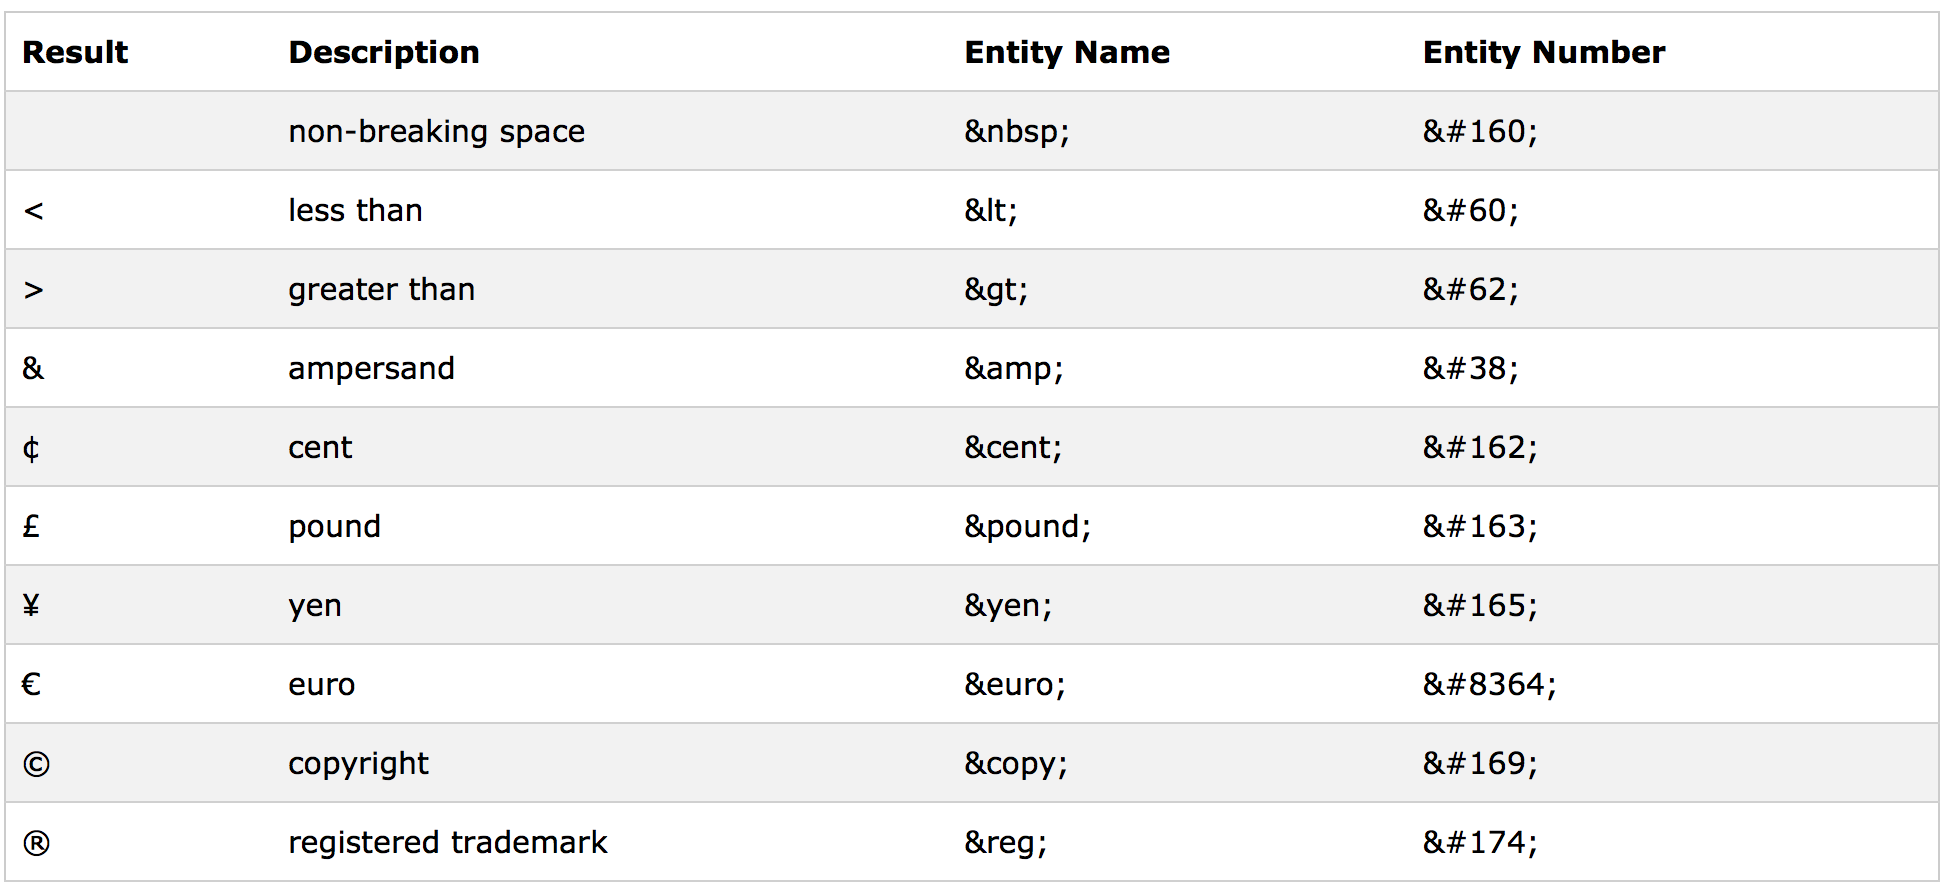 Result Description Entity Name Entity Number
non-breaking space &nbsp; &#160;
< less than &lt; &#60;
> greater than &gt; &#62;
& ampersand &amp; &#38;
¢ cent &cent; &#162;
£ pound &pound; &#163;
¥ yen &yen; &#165;
€ euro &euro; &#8364;
© copyright &copy; &#169;
® registered trademark &reg; &#174;